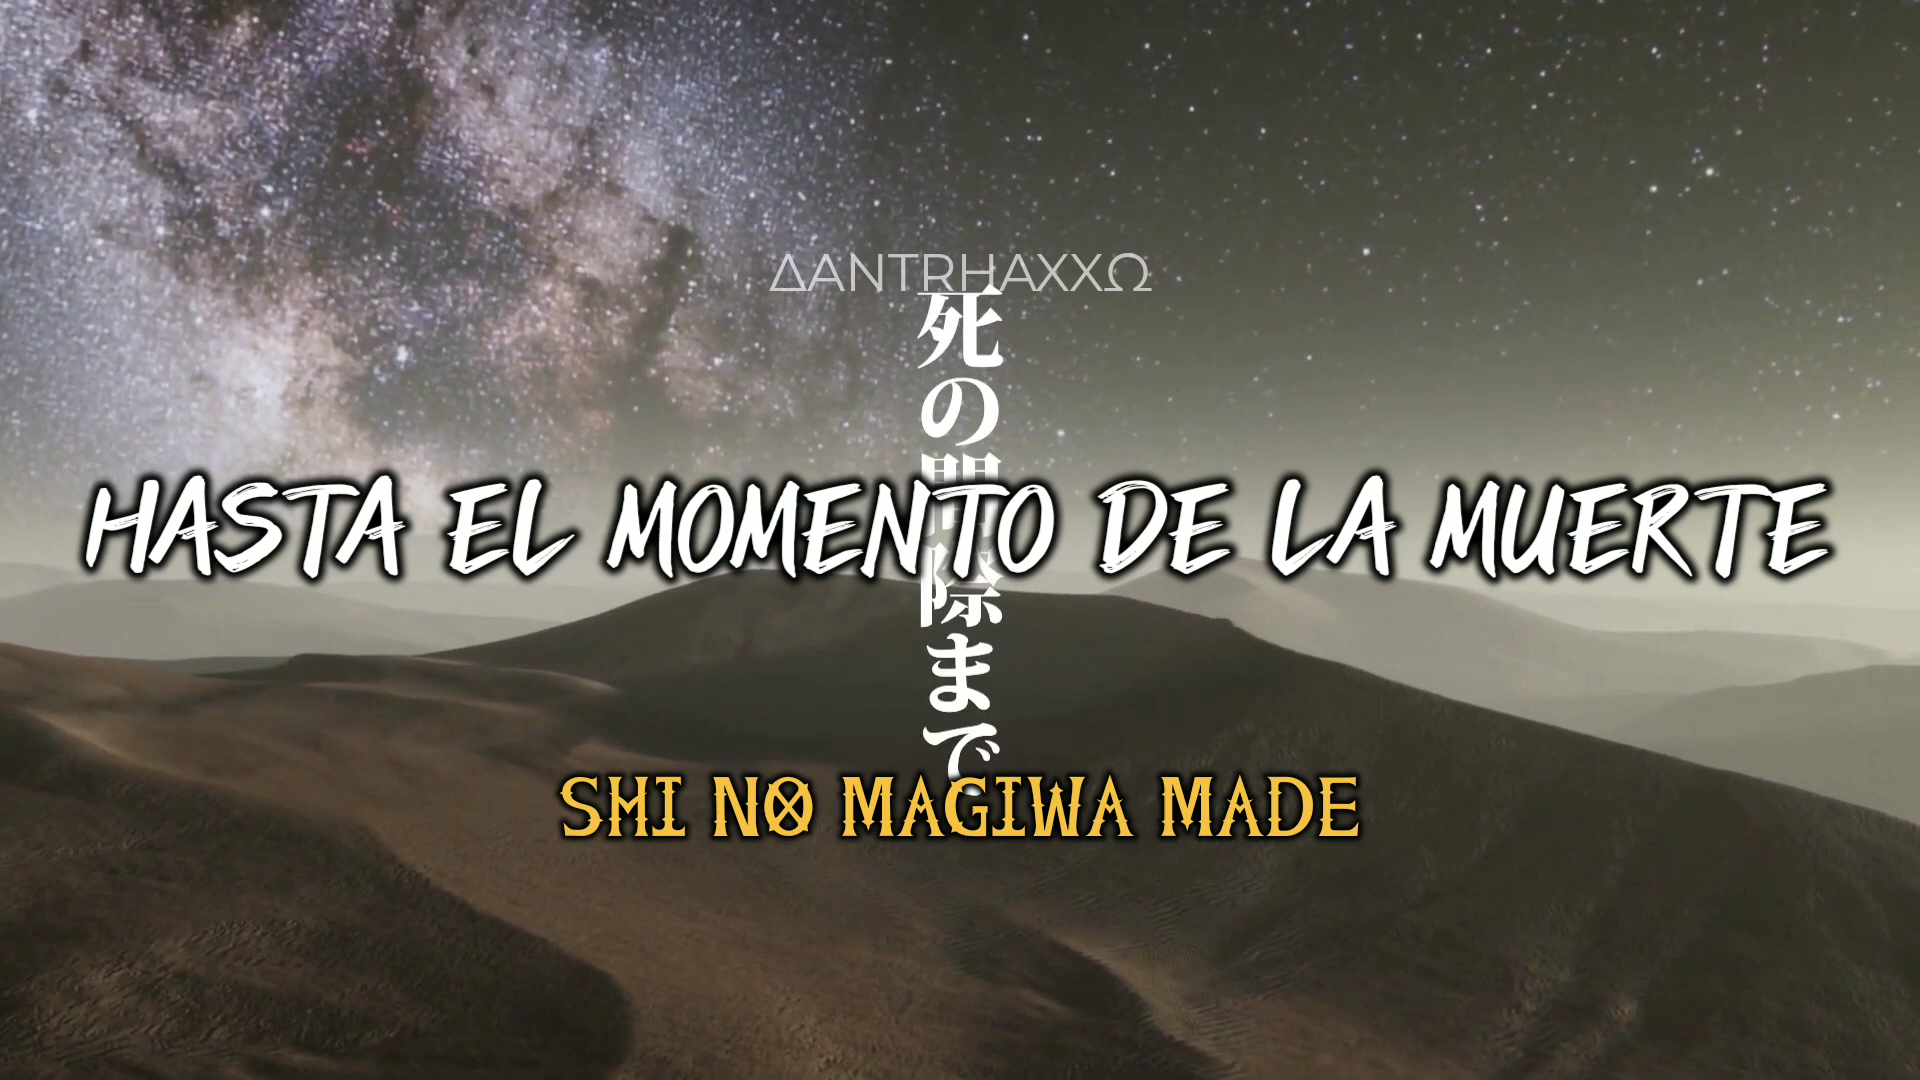 ΔANTRHAXXΩ
死の間際まで
HASTA EL MOMENTO DE LA MUERTE
SHI NO MAGIWA MADE